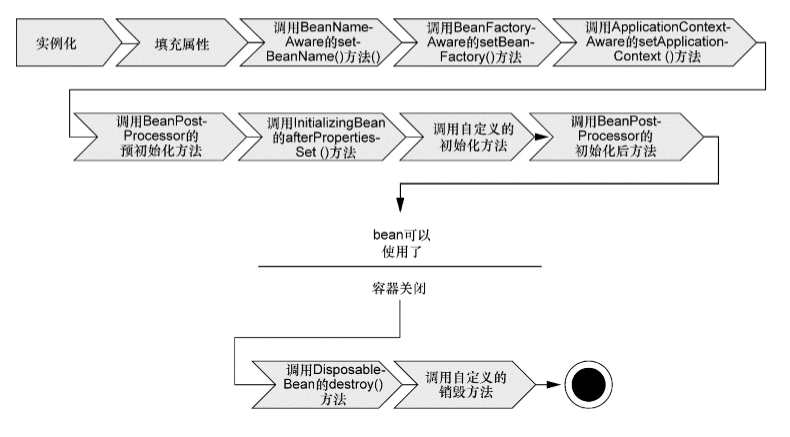 实例化
填充属性
调用BeanName-
Aware的set-
BeanName()方法()
调用BeanFactory-
Aware的setBean-
Factory()方法
调用ApplicationContext-
Aware的setApplication-
Context ()方法
调用BeanPost-
Processor的
预初始化方法
调用InitializingBean
的afterProperties-
Set ()方法
调用自定义的
初始化方法
调用BeanPost-
Processor的
初始化后方法
bean可以
使用了
容器关闭
调用Disposable-
Bean的destroy()
方法
调用自定义的
销毁方法